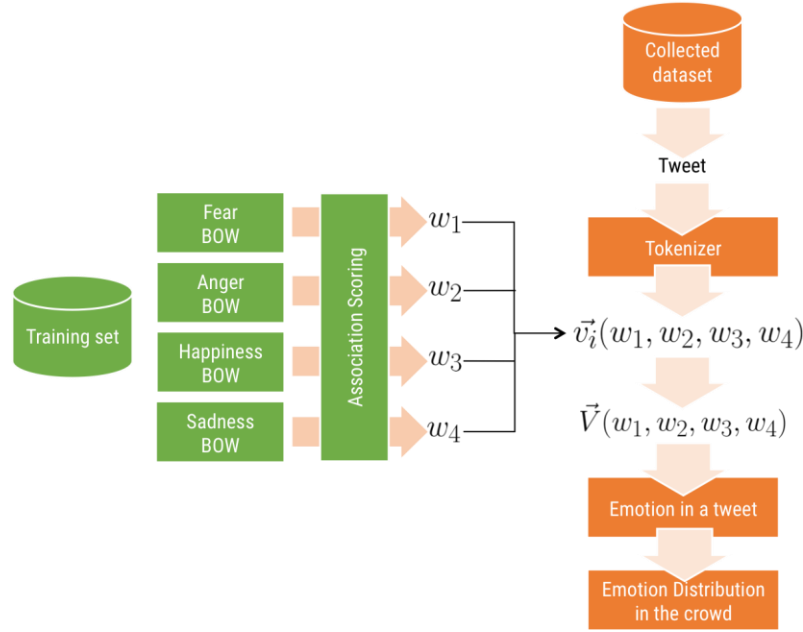 Collected
dataset
Tweet
Tokenizer
Training set
Fear
BOW
Anger
BOW
Happiness
BOW
Sadness
BOW
Association Scoring
w₁
w₂
w₃
w₄
v⃗ᵢ(w₁, w₂, w₃, w₄)
V⃗(w₁, w₂, w₃, w₄)
Emotion in a tweet
Emotion Distribution
in the crowd